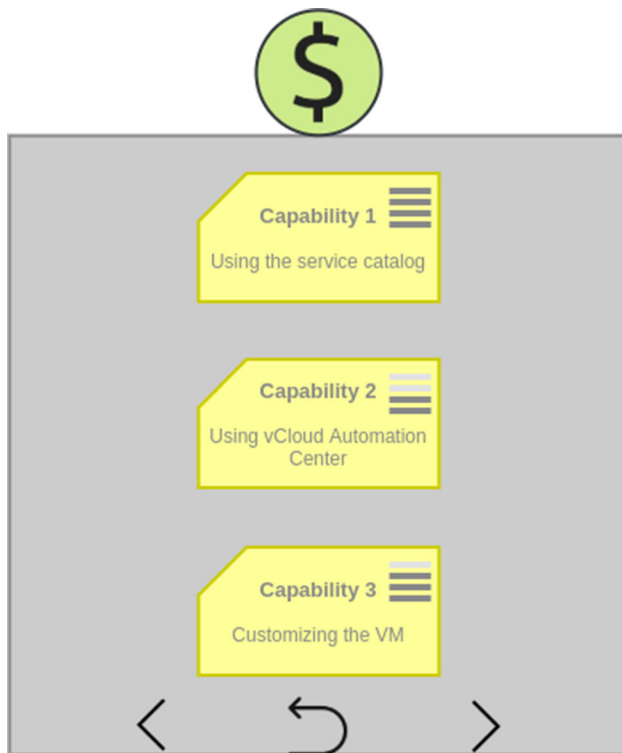 $
Capability 1
Using the service catalog
Capability 2
Using vCloud Automation
Center
Capability 3
Customizing the VM